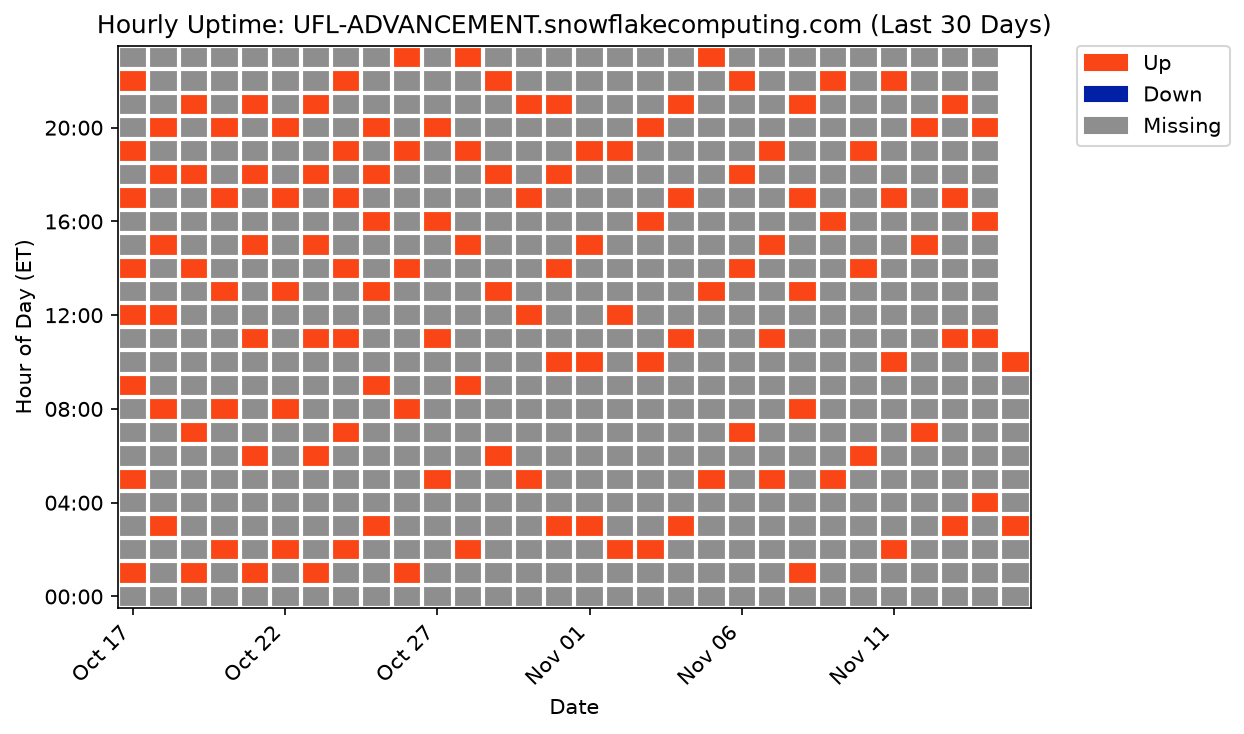 Hourly Uptime: UFL-ADVANCEMENT.snowflakecomputing.com (Last 30 Days)
Up
Down
Missing
Hour of Day (ET)
20:00
16:00
12:00
08:00
04:00
00:00
Oct 17
Oct 22
Oct 27
Nov 01
Nov 06
Nov 11
Date